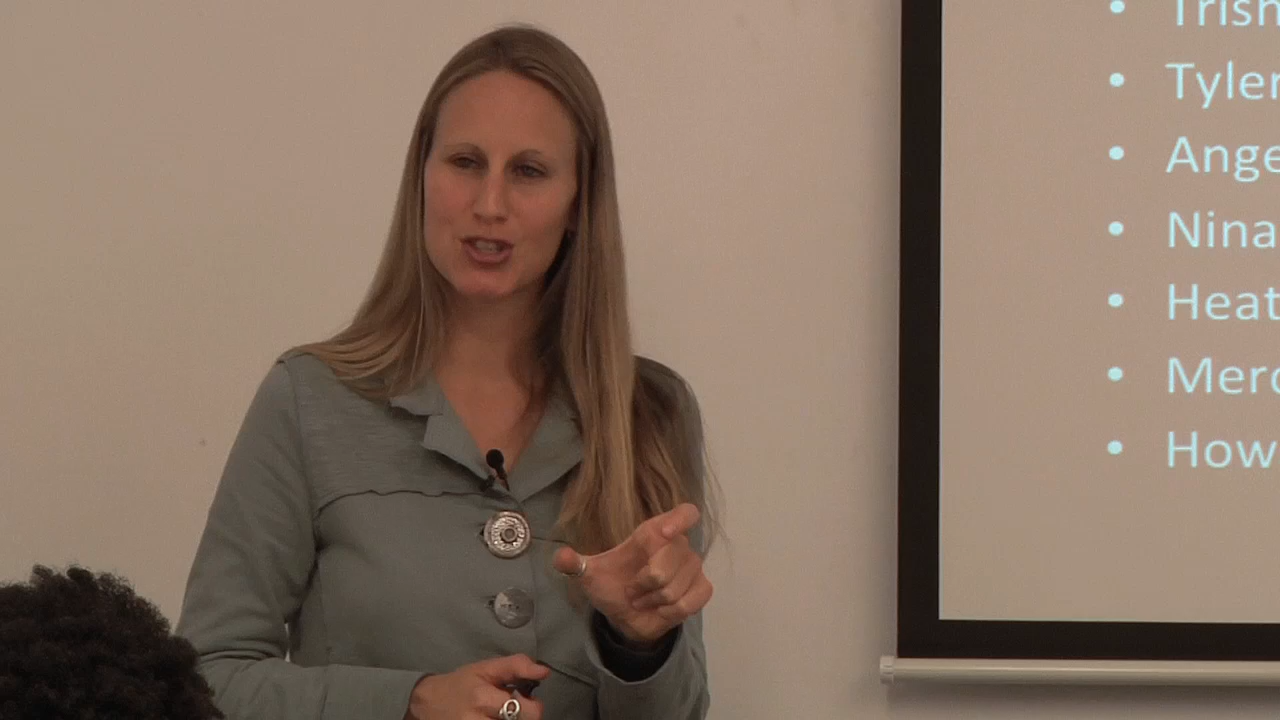 • Trish
• Tyler
• Ange
• Nina
• Heat
• Merc
• How